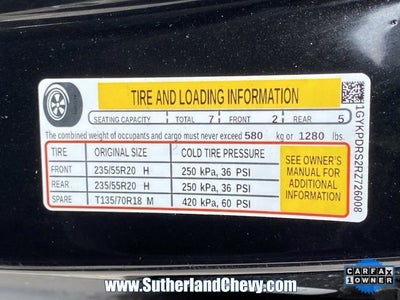 TIRE AND LOADING INFORMATION
SEATING CAPACITY TOTAL 7 FRONT 2 REAR 5
The combined weight of occupants and cargo must never exceed 580 kg or 1280 lbs.
TIRE ORIGINAL SIZE COLD TIRE PRESSURE
FRONT 235/55R20 H 250 kPa, 36 PSI
REAR 235/55R20 H 250 kPa, 36 PSI
SPARE T135/70R18 M 420 kPa, 60 PSI
SEE OWNER'S
MANUAL FOR
ADDITIONAL
INFORMATION
1GYKPDRS2RZ726008
www.SutherlandChevy.com
CARFAX
1 OWNER